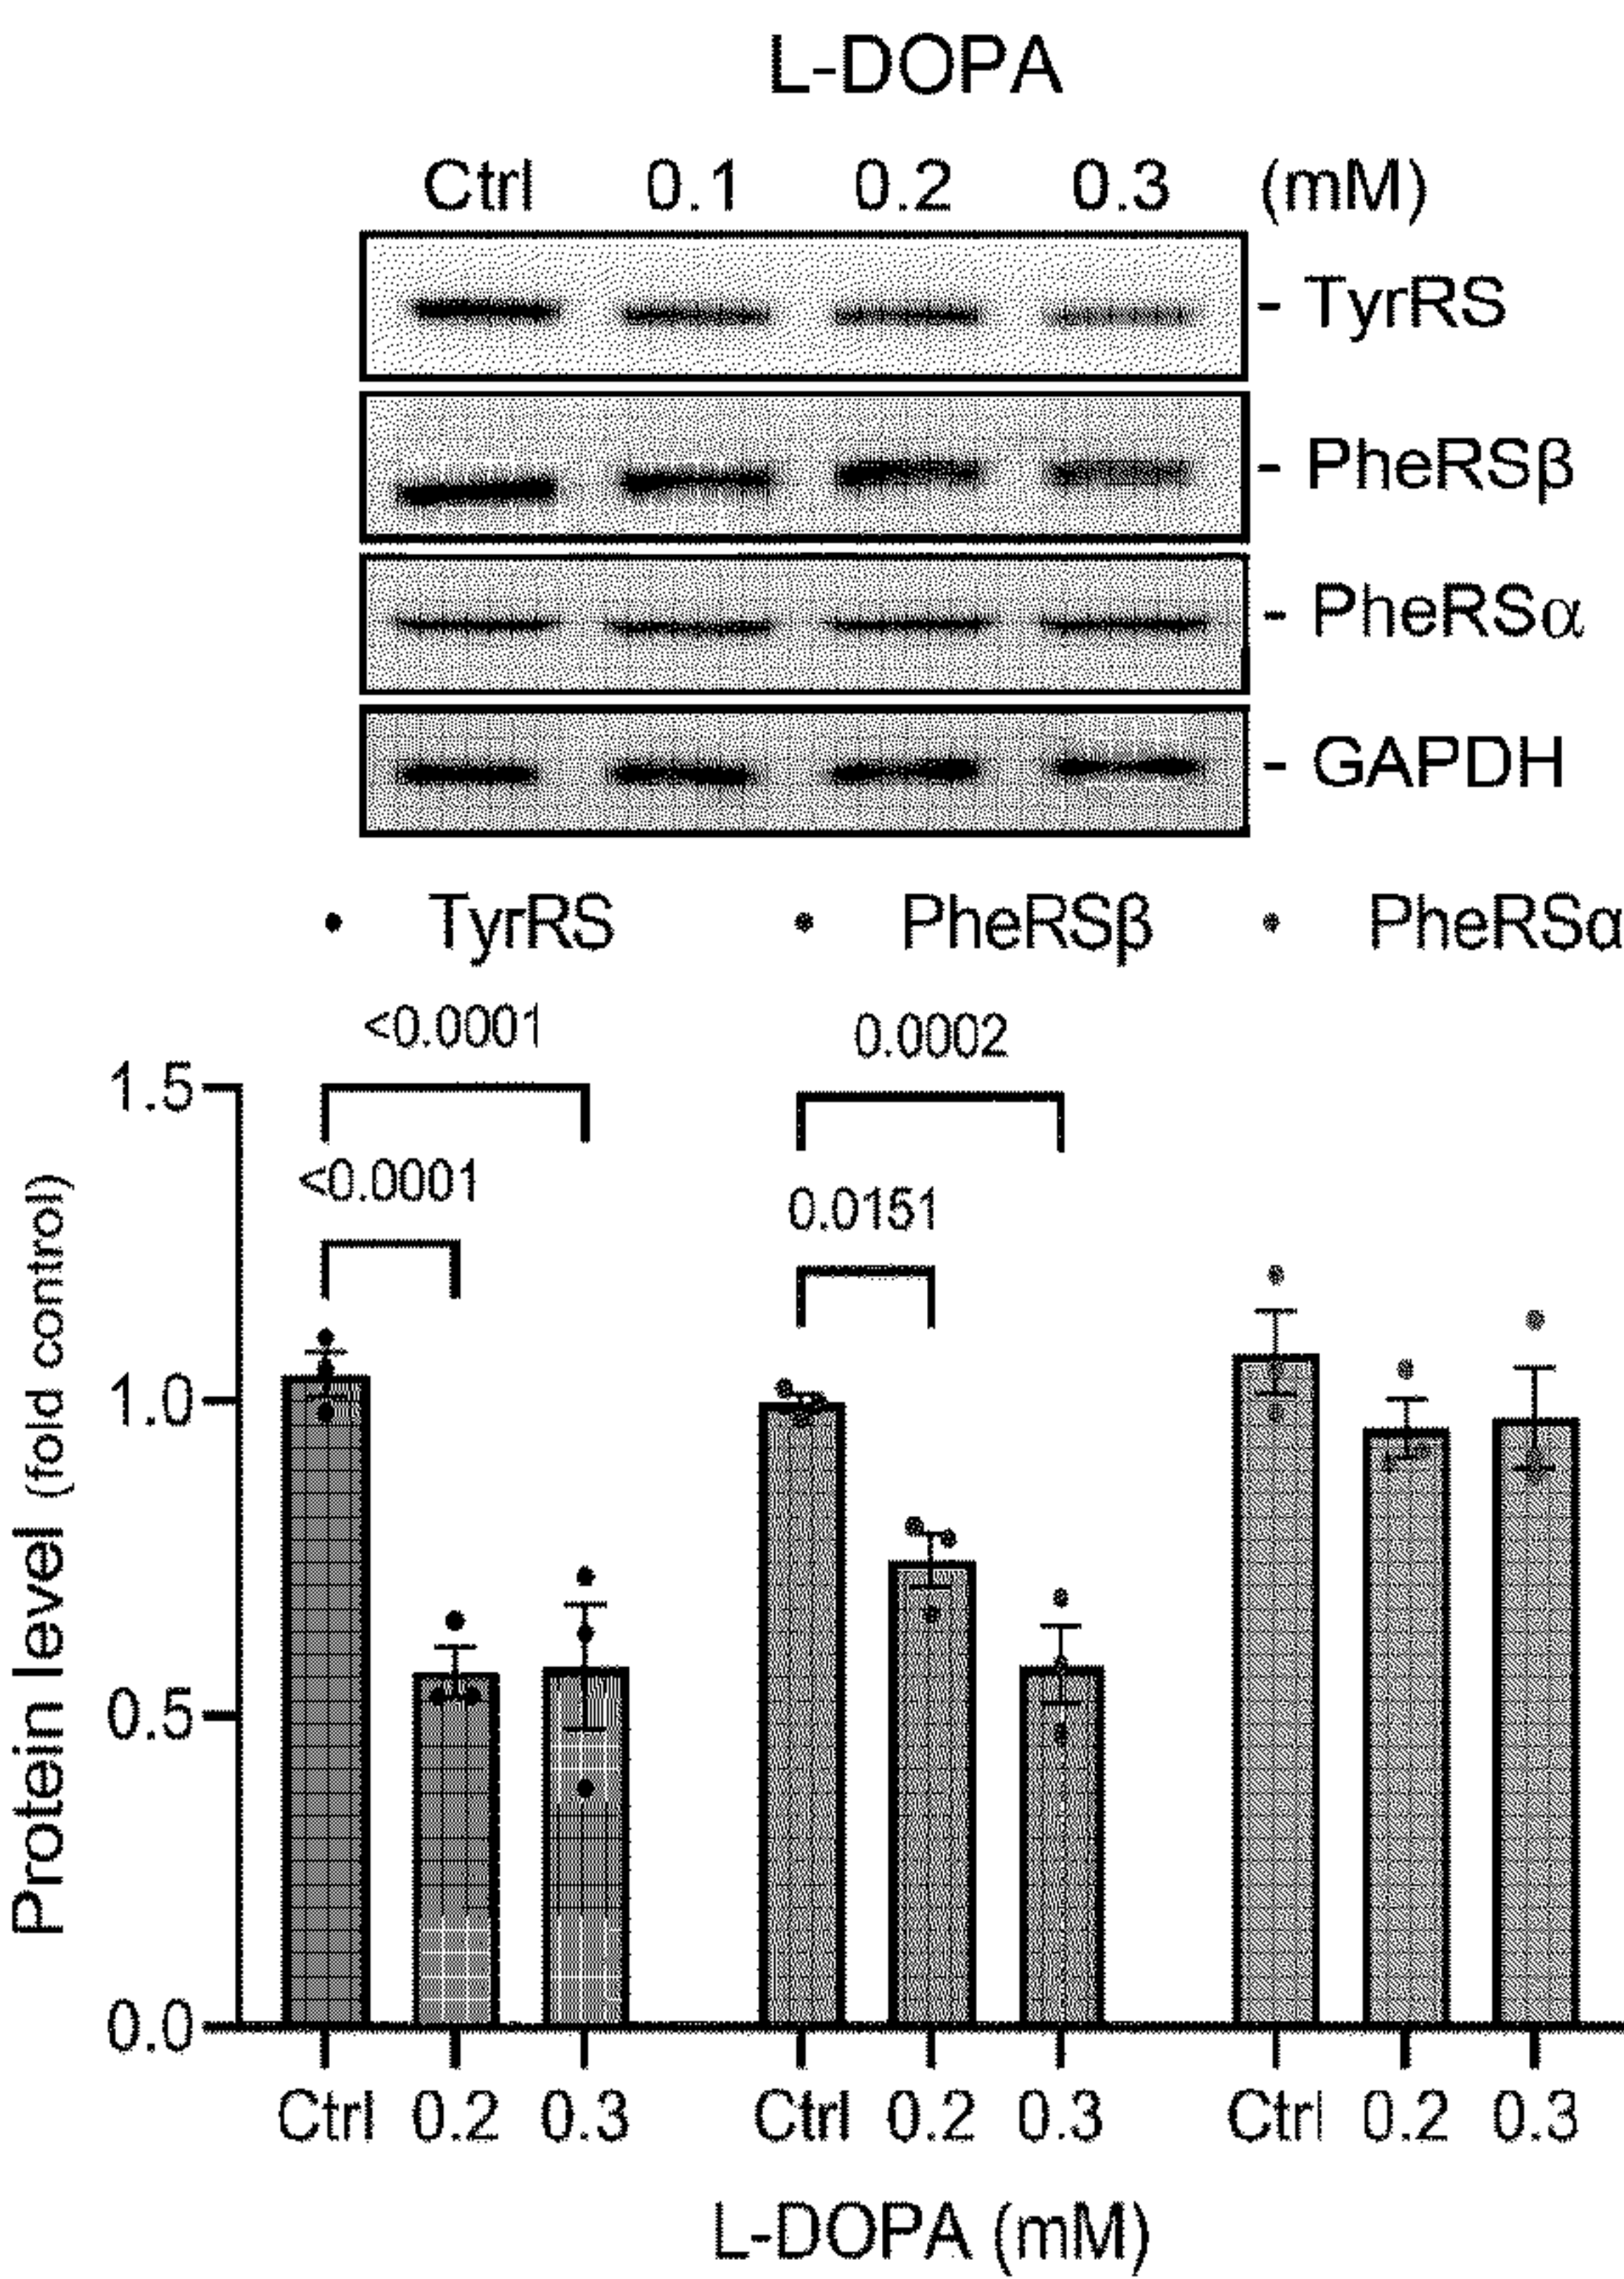 L-DOPA
Ctrl 0.1 0.2 0.3 (mM)
- TyrRS
- PheRSβ
- PheRSα
- GAPDH
• TyrRS • PheRSβ • PheRSα
<0.0001 0.0002
1.5
<0.0001 0.0151
1.0
0.5
0.0
Protein level (fold control)
Ctrl 0.2 0.3 Ctrl 0.2 0.3 Ctrl 0.2 0.3
L-DOPA (mM)